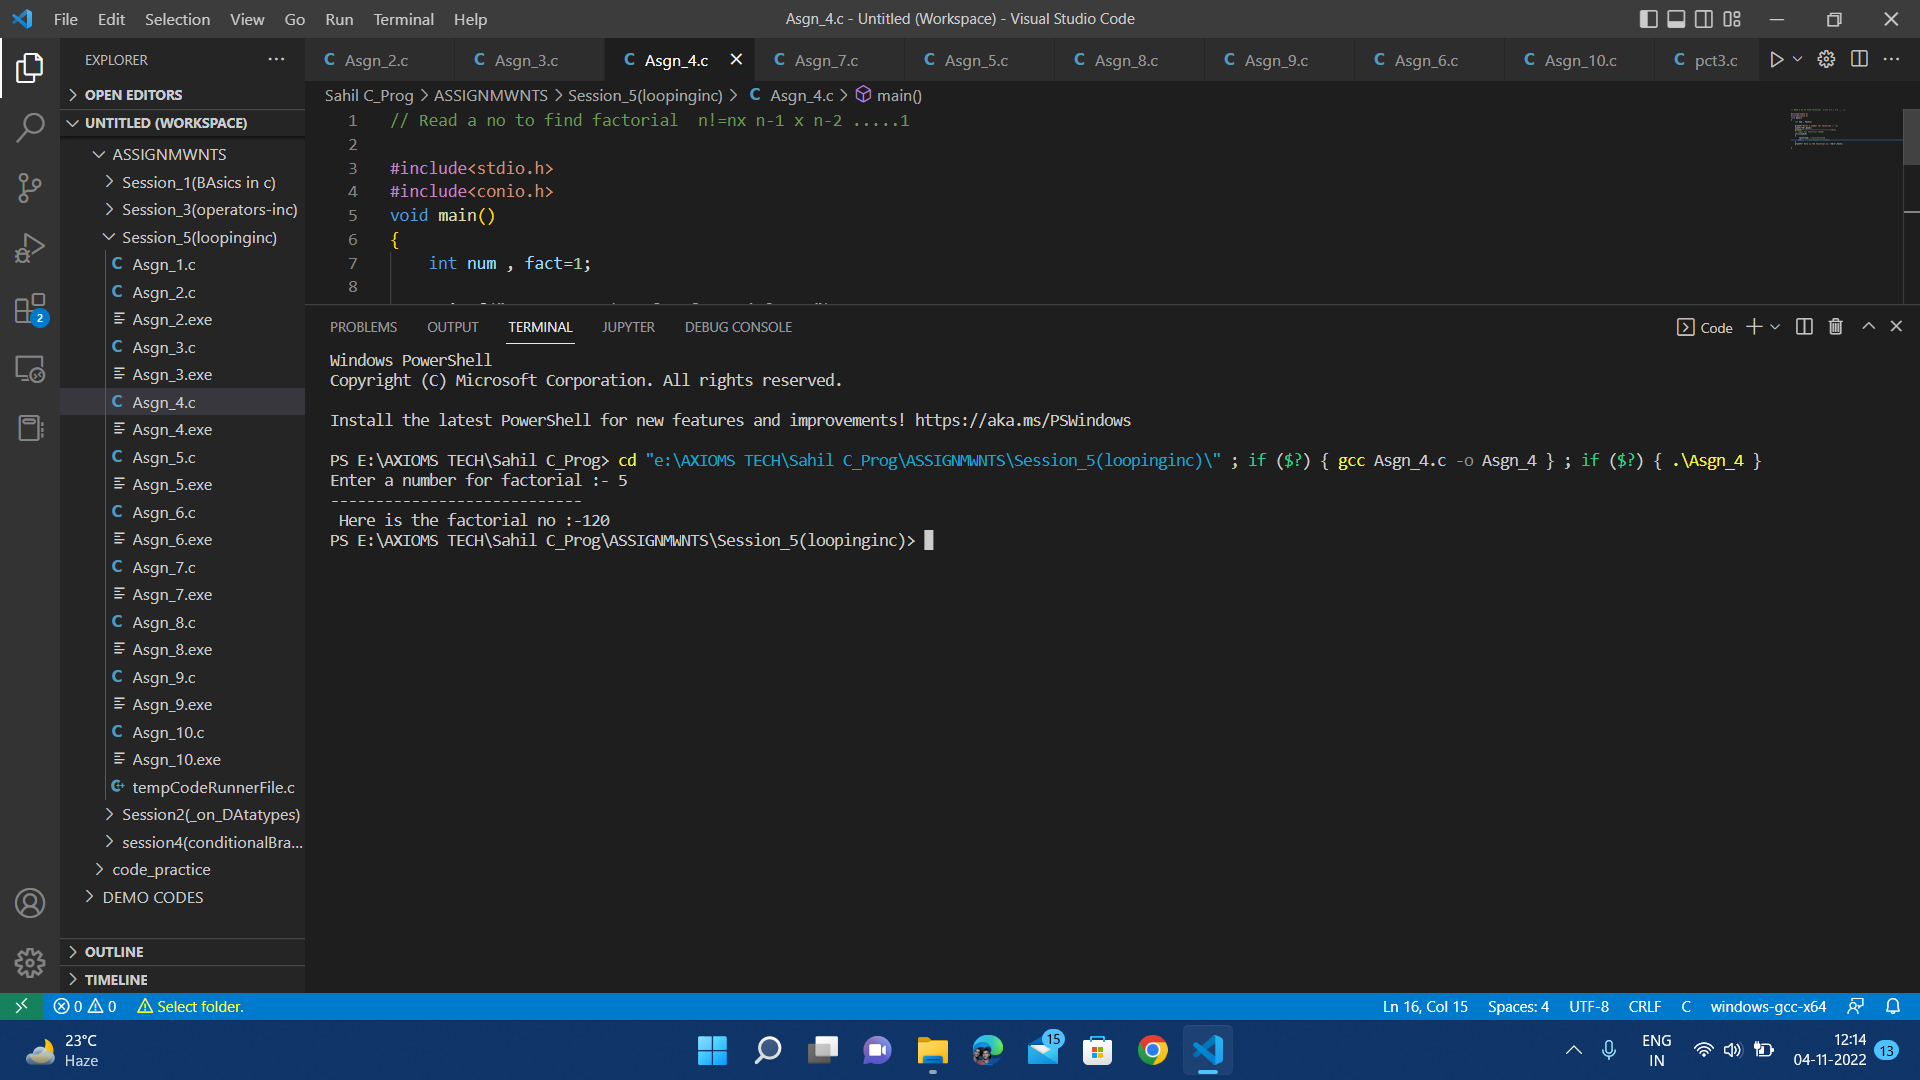 File Edit Selection View Go Run Terminal Help
Asgn_4.c - Untitled (Workspace) - Visual Studio Code
EXPLORER
OPEN EDITORS
UNTITLED (WORKSPACE)
ASSIGNMWNTS
Session_1(BAsics in c)
Session_3(operators-inc)
Session_5(loopinginc)
Asgn_1.c
Asgn_2.c
Asgn_2.exe
Asgn_3.c
Asgn_3.exe
Asgn_4.c
Asgn_4.exe
Asgn_5.c
Asgn_5.exe
Asgn_6.c
Asgn_6.exe
Asgn_7.c
Asgn_7.exe
Asgn_8.c
Asgn_8.exe
Asgn_9.c
Asgn_9.exe
Asgn_10.c
Asgn_10.exe
tempCodeRunnerFile.c
Session2(_on_DAtatypes)
session4(conditionalBra...
code_practice
DEMO CODES
OUTLINE
TIMELINE
2
Asgn_2.c Asgn_3.c Asgn_4.c Asgn_7.c Asgn_5.c Asgn_8.c Asgn_9.c Asgn_6.c Asgn_10.c pct3.c
Sahil C_Prog > ASSIGNMWNTS > Session_5(loopinginc) > C Asgn_4.c > main()
1 // Read a no to find factorial  n!=nx n-1 x n-2 .....1
2
3 #include<stdio.h>
4 #include<conio.h>
5 void main()
6 {
7 int num , fact=1;
8
PROBLEMS OUTPUT TERMINAL JUPYTER DEBUG CONSOLE
Code
Windows PowerShell
Copyright (C) Microsoft Corporation. All rights reserved.
Install the latest PowerShell for new features and improvements! https://aka.ms/PSWindows
PS E:\AXIOMS TECH\Sahil C_Prog> cd "e:\AXIOMS TECH\Sahil C_Prog\ASSIGNMWNTS\Session_5(loopinginc)\" ; if ($?) { gcc Asgn_4.c -o Asgn_4 } ; if ($?) { .\Asgn_4 }
Enter a number for factorial :- 5
----------------------------
Here is the factorial no :-120
PS E:\AXIOMS TECH\Sahil C_Prog\ASSIGNMWNTS\Session_5(loopinginc)>
0 0 Select folder.
Ln 16, Col 15 Spaces: 4 UTF-8 CRLF C windows-gcc-x64
23°C
Haze
15
ENG
IN
12:14
04-11-2022
13